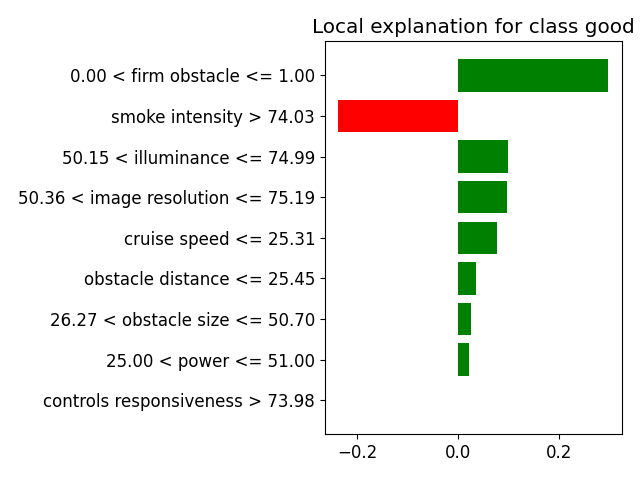 Local explanation for class good
0.00 < firm obstacle <= 1.00
smoke intensity > 74.03
50.15 < illuminance <= 74.99
50.36 < image resolution <= 75.19
cruise speed <= 25.31
obstacle distance <= 25.45
26.27 < obstacle size <= 50.70
25.00 < power <= 51.00
controls responsiveness > 73.98
−0.2 0.0 0.2